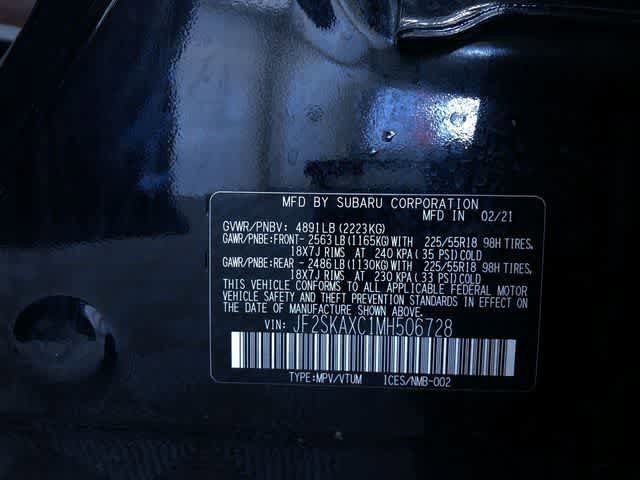 MFD BY SUBARU CORPORATION
MFD IN 02/21
GVWR/PNBV: 4891LB(2223KG)
GAWR/PNBE:FRONT- 2563LB(1165KG)WITH 225/55R18 98H TIRES,
18X7J RIMS AT 240 KPA( 35 PSI)COLD
GAWR/PNBE:REAR - 2486LB(1130KG)WITH 225/55R18 98H TIRES,
18X7J RIMS AT 230 KPA( 33 PSI)COLD
THIS VEHICLE CONFORMS TO ALL APPLICABLE FEDERAL MOTOR
VEHICLE SAFETY AND THEFT PREVENTION STANDARDS IN EFFECT ON
THE DATE OF MANUFACTURE SHOWN ABOVE.
VIN: JF2SKAXC1MH506728
TYPE:MPV/VTUM ICES/NMB-002